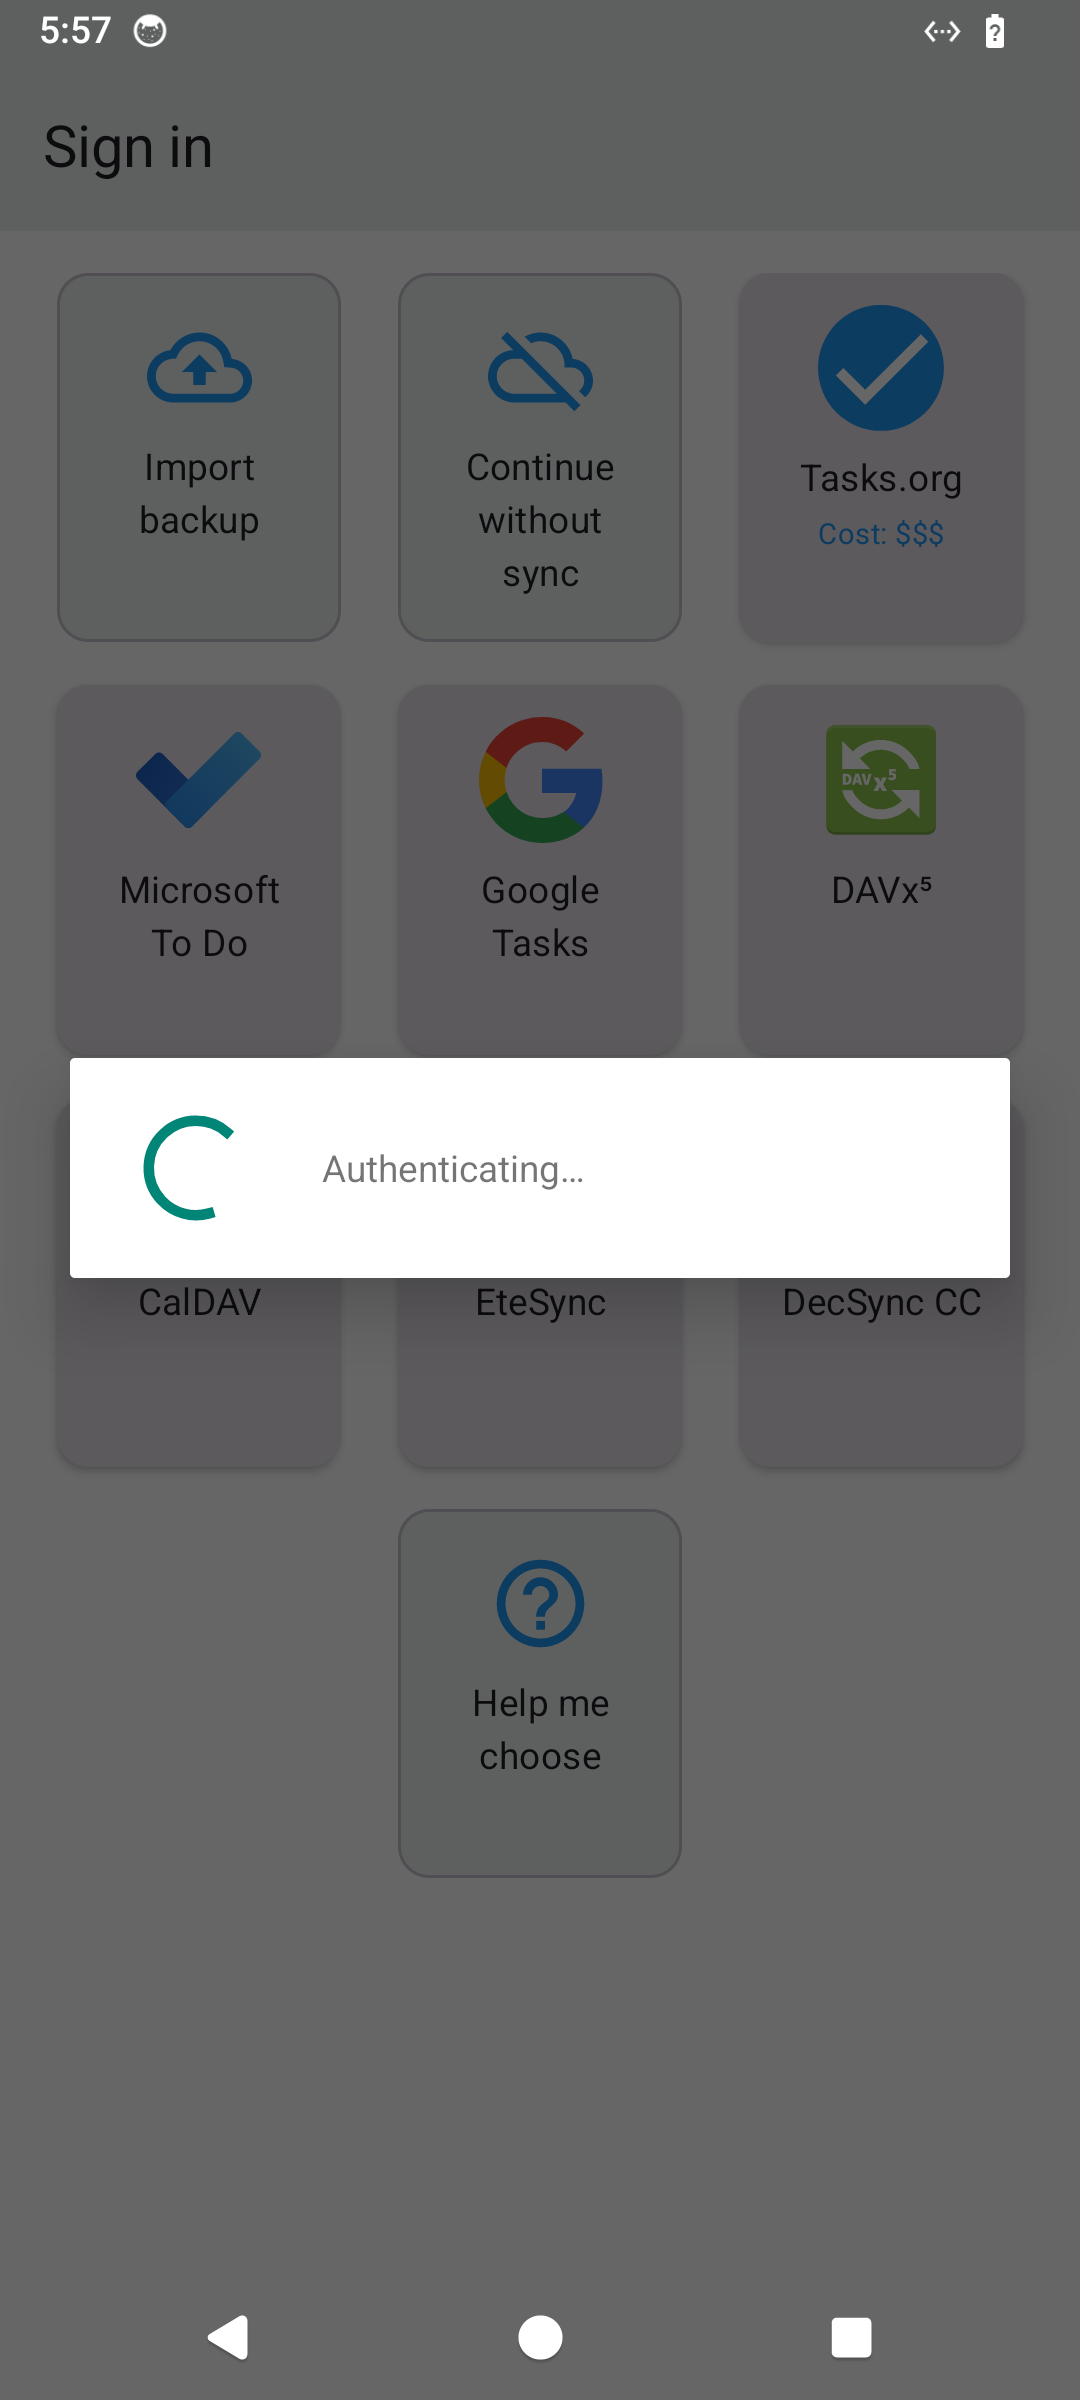 5:57
Sign in
Import
backup
Continue
without
sync
Tasks.org
Cost: $$$
Microsoft
To Do
Google
Tasks
DAVx⁵
DAVx⁵
Authenticating…
CalDAV
EteSync
DecSync CC
Help me
choose